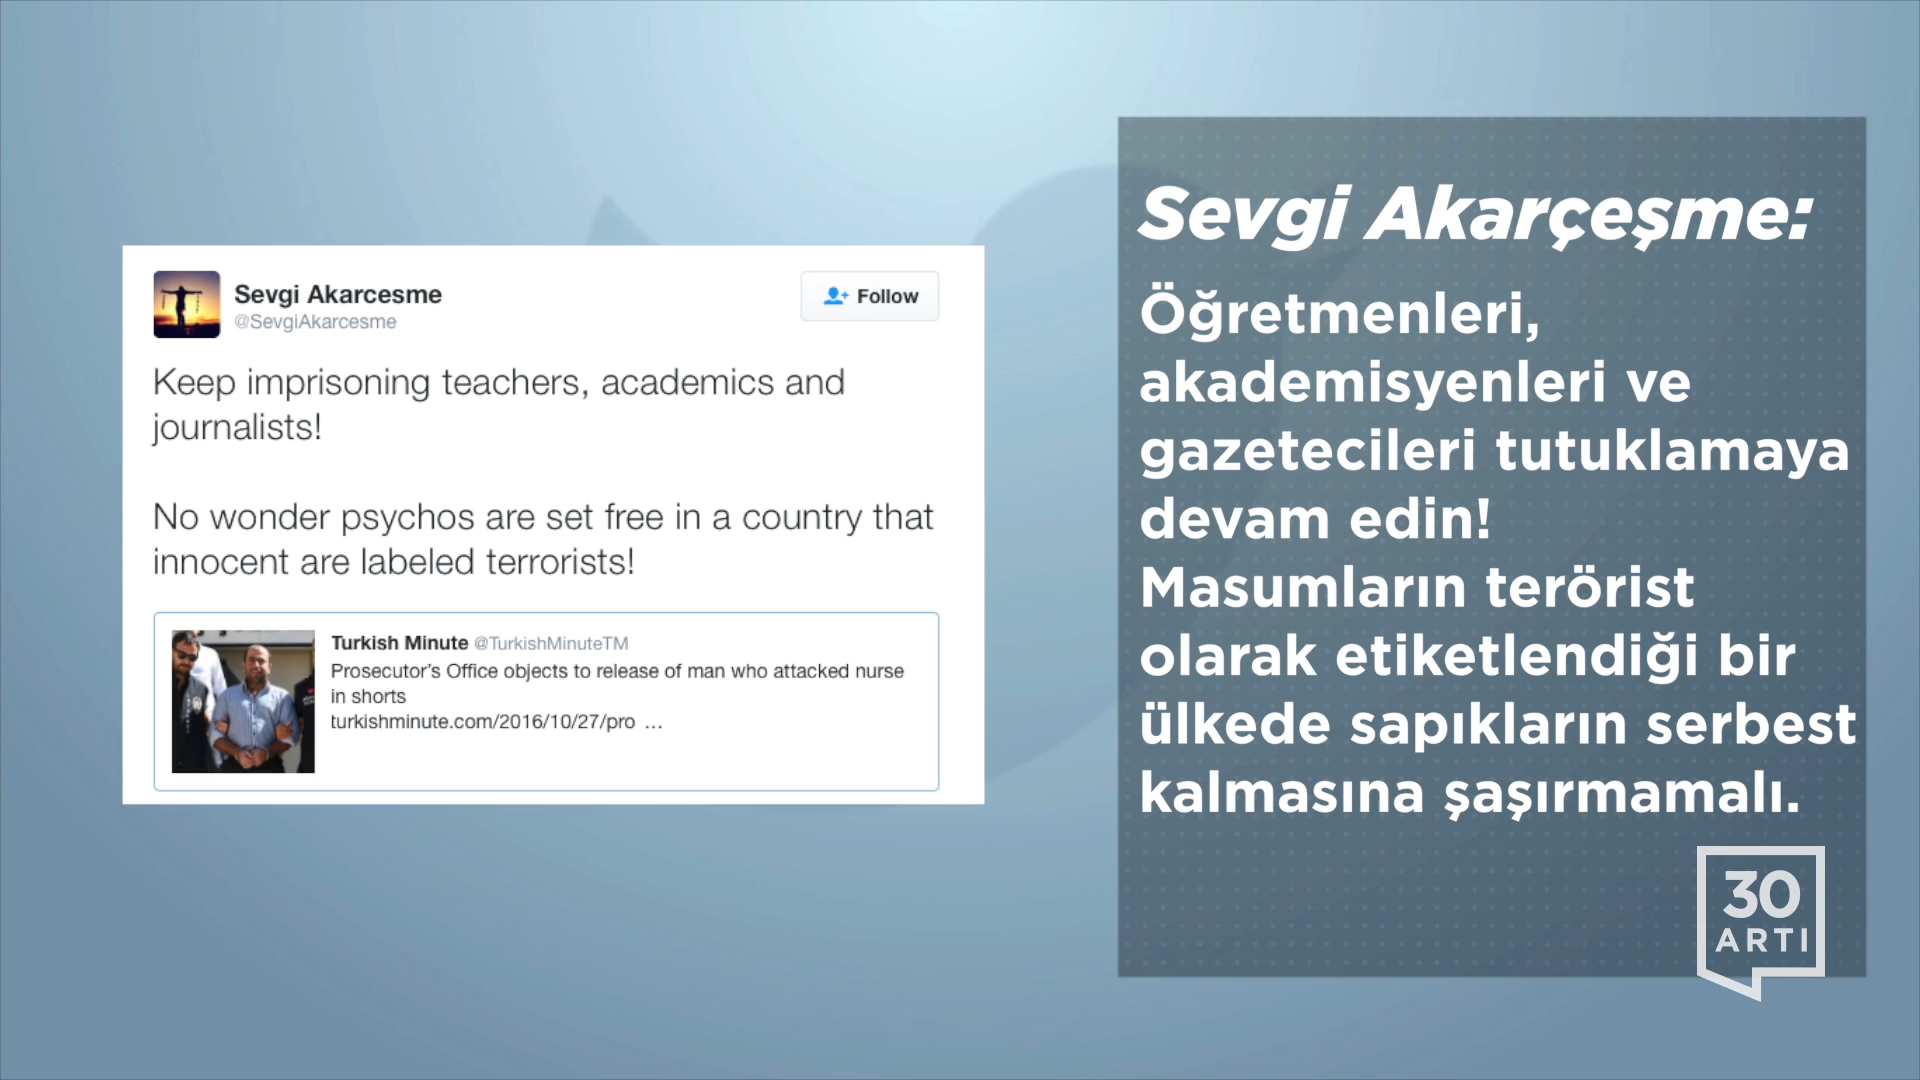 Sevgi Akarcesme
@SevgiAkarcesme
Follow
Keep imprisoning teachers, academics and
journalists!
No wonder psychos are set free in a country that
innocent are labeled terrorists!
Turkish Minute @TurkishMinuteTM
Prosecutor's Office objects to release of man who attacked nurse
in shorts
turkishminute.com/2016/10/27/pro ...
Sevgi Akarçeşme:
Öğretmenleri,
akademisyenleri ve
gazetecileri tutuklamaya
devam edin!
Masumların terörist
olarak etiketlendiği bir
ülkede sapıkların serbest
kalmasına şaşırmamalı.
30
ARTI